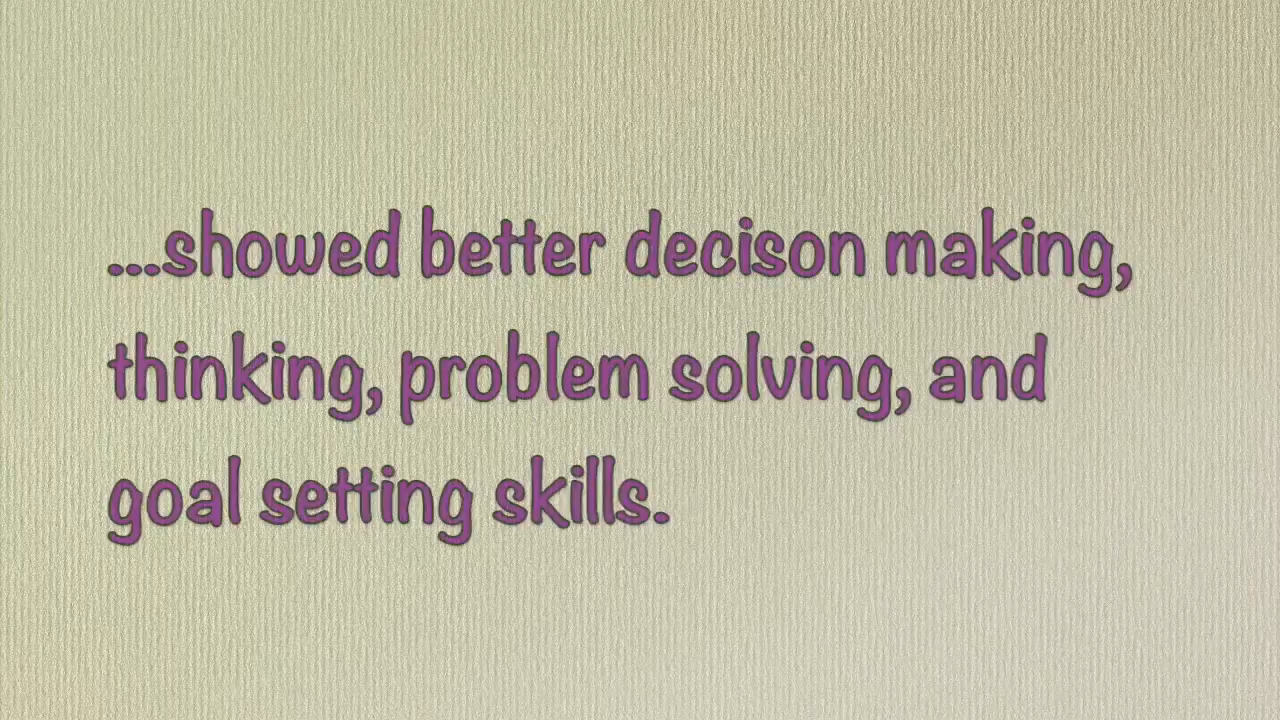 ...showed better decison making,
thinking, problem solving, and
goal setting skills.